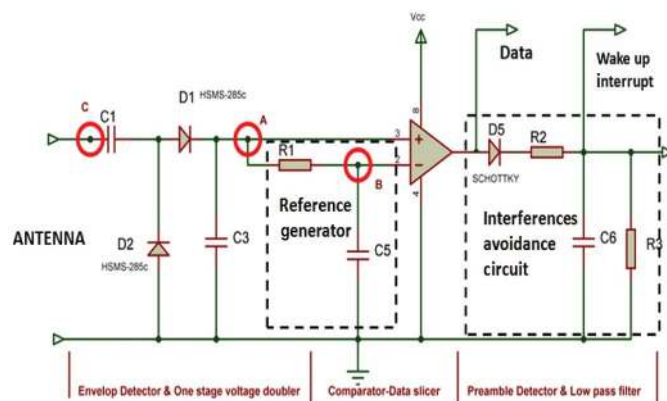 Vcc
Data
Wake up
interrupt
C
C1
D1 HSMS-285c
A
8
3
R1
2
B
4
D5
R2
SCHOTTKY
ANTENNA
D2
HSMS-285c
C3
Reference
generator
C5
Interferences
avoidance
circuit
C6
R3
Envelop Detector & One stage voltage doubler
Comparator-Data slicer
Preamble Detector & Low pass filter